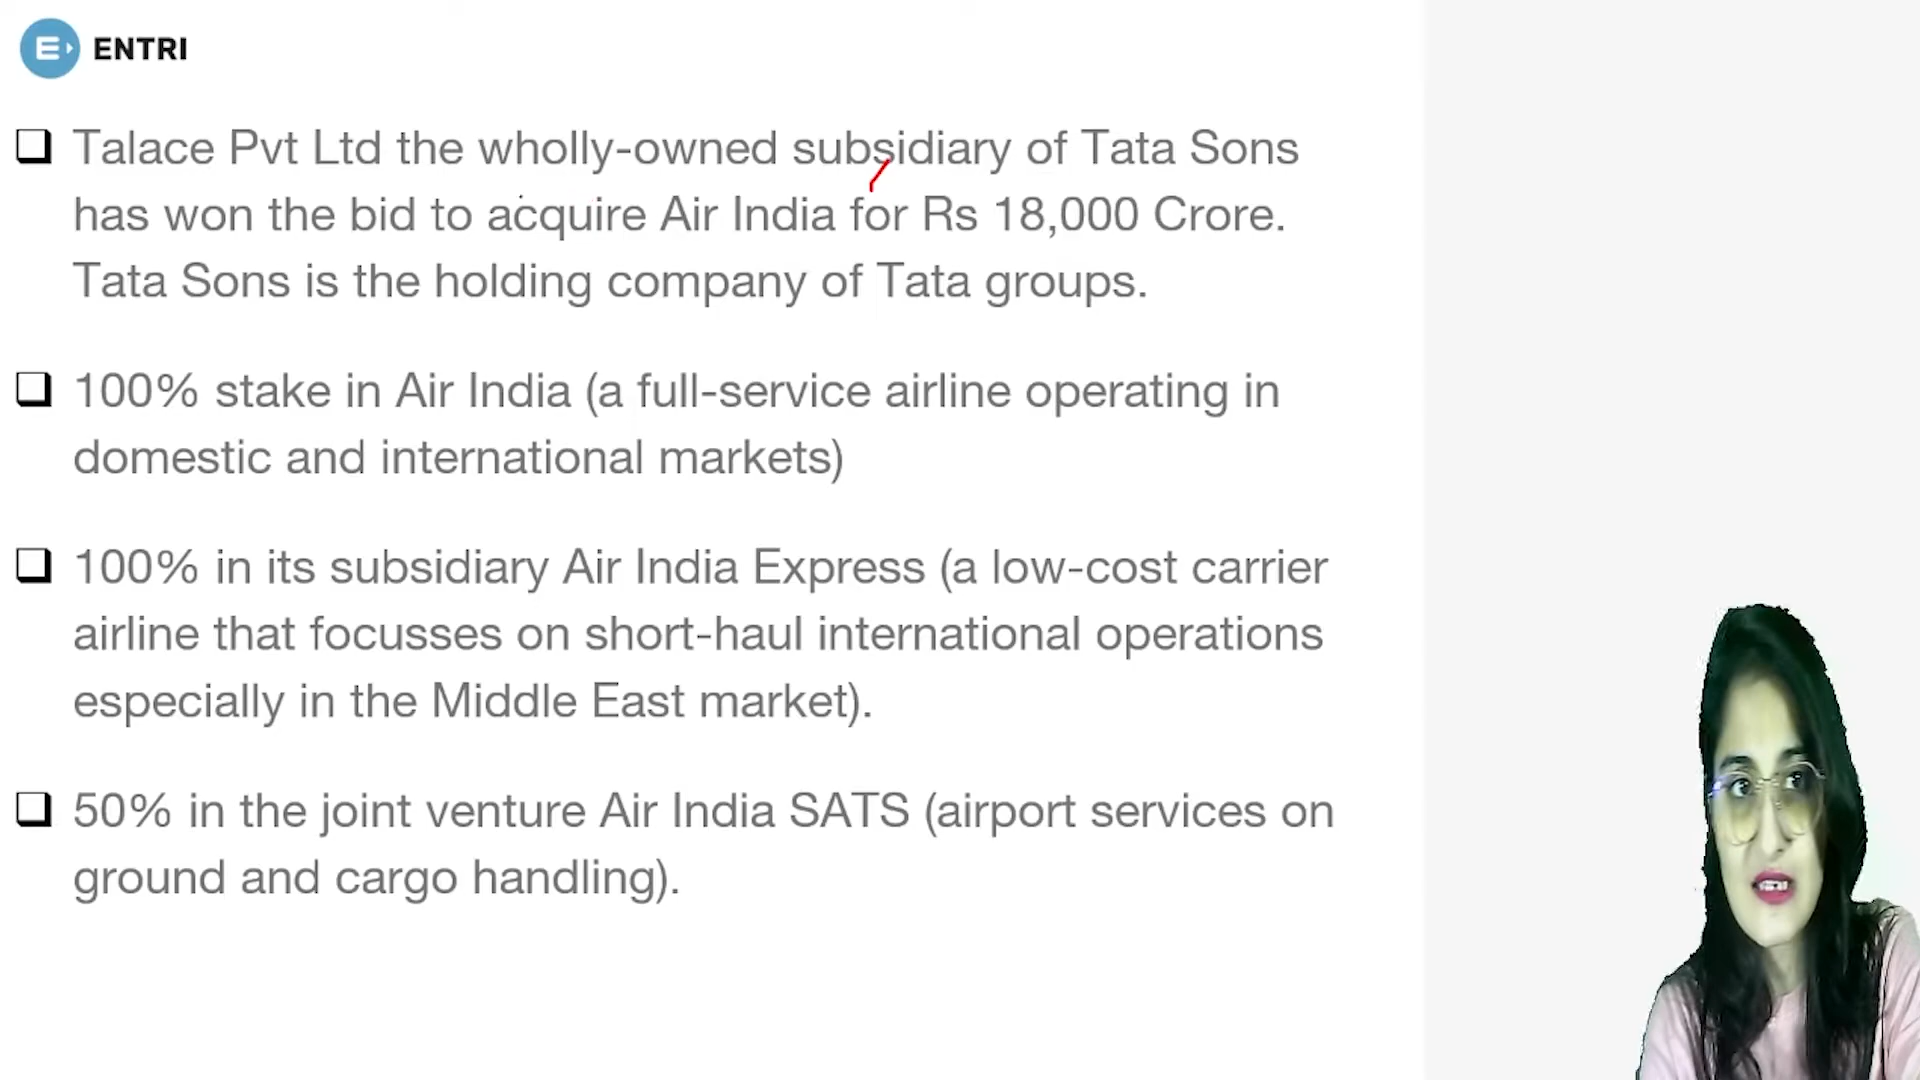 ENTRI
Talace Pvt Ltd the wholly-owned subsidiary of Tata Sons
has won the bid to acquire Air India for Rs 18,000 Crore.
Tata Sons is the holding company of Tata groups.
100% stake in Air India (a full-service airline operating in
domestic and international markets)
100% in its subsidiary Air India Express (a low-cost carrier
airline that focusses on short-haul international operations
especially in the Middle East market).
50% in the joint venture Air India SATS (airport services on
ground and cargo handling).